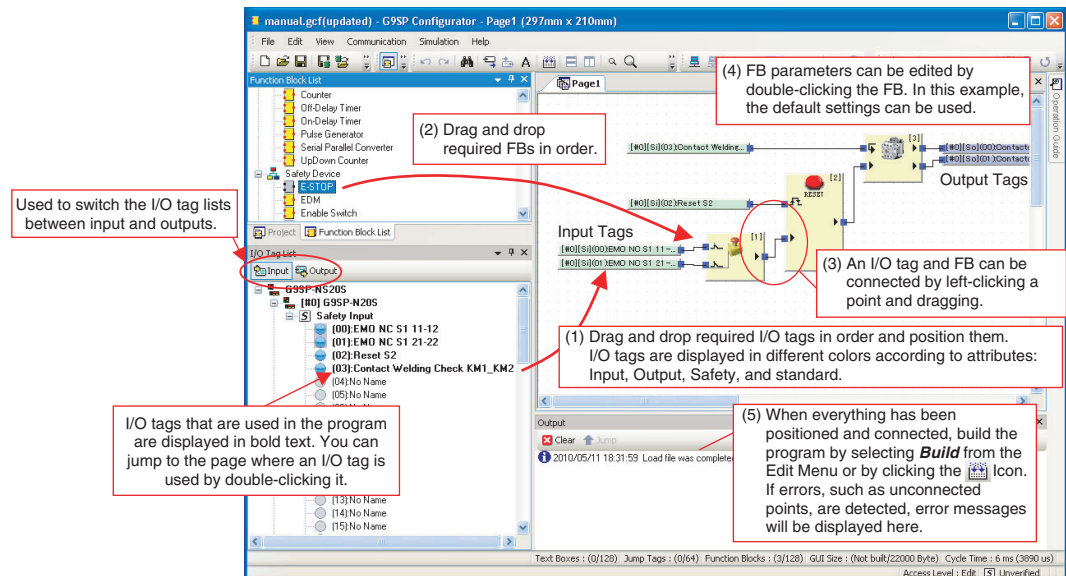 manual.gcf(updated) - G9SP Configurator - Page1 (297mm x 210mm)
File Edit View Communication Simulation Help
Function Block List
Counter
Off-Delay Timer
On-Delay Timer
Pulse Generator
Serial Parallel Converter
UpDown Counter
Safety Device
E-STOP
EDM
Enable Switch
Project
Function Block List
I/O Tag List
Input
Output
G9SP-NS20S
[#0] G9SP-N20S
S Safety Input
(00):EMO NC S1 11-12
(01):EMO NC S1 21-22
(02):Reset S2
(03):Contact Welding Check KM1_KM2
(04):No Name
(05):No Name
(13):No Name
(14):No Name
(15):No Name
Used to switch the I/O tag lists
between input and outputs.
I/O tags that are used in the program
are displayed in bold text. You can
jump to the page where an I/O tag is
used by double-clicking it.
(2) Drag and drop
required FBs in order.
Page1
(4) FB parameters can be edited by
double-clicking the FB. In this example,
the default settings can be used.
Operation Guide
[#0][Si](03):Contact Welding...
[3]
[#0][So](00):Contacto
[#0][So](01):Contacto
Output Tags
[2]
RESET
[#0][Si](02):Reset S2
Input Tags
[#0][Si](00):EMO NC S1 11-...
[#0][Si](01):EMO NC S1 21-...
[1]
(3) An I/O tag and FB can be
connected by left-clicking a
point and dragging.
(1) Drag and drop required I/O tags in order and position them.
I/O tags are displayed in different colors according to attributes:
Input, Output, Safety, and standard.
Output
Clear
Jump
2010/05/11 18:31:59 Load file was complete
(5) When everything has been
positioned and connected, build the
program by selecting Build from the
Edit Menu or by clicking the Icon.
If errors, such as unconnected
points, are detected, error messages
will be displayed here.
Text Boxes : (0/128) Jump Tags : (0/64) Function Blocks : (3/128) GUI Size : (Not built/22000 Byte) Cycle Time : 6 ms (3890 us)
Access Level : Edit S Unverified